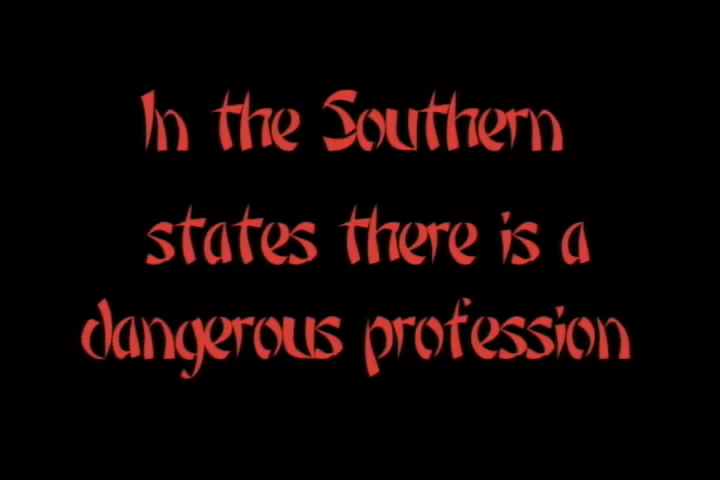 In the Southern
states there is a
dangerous profession